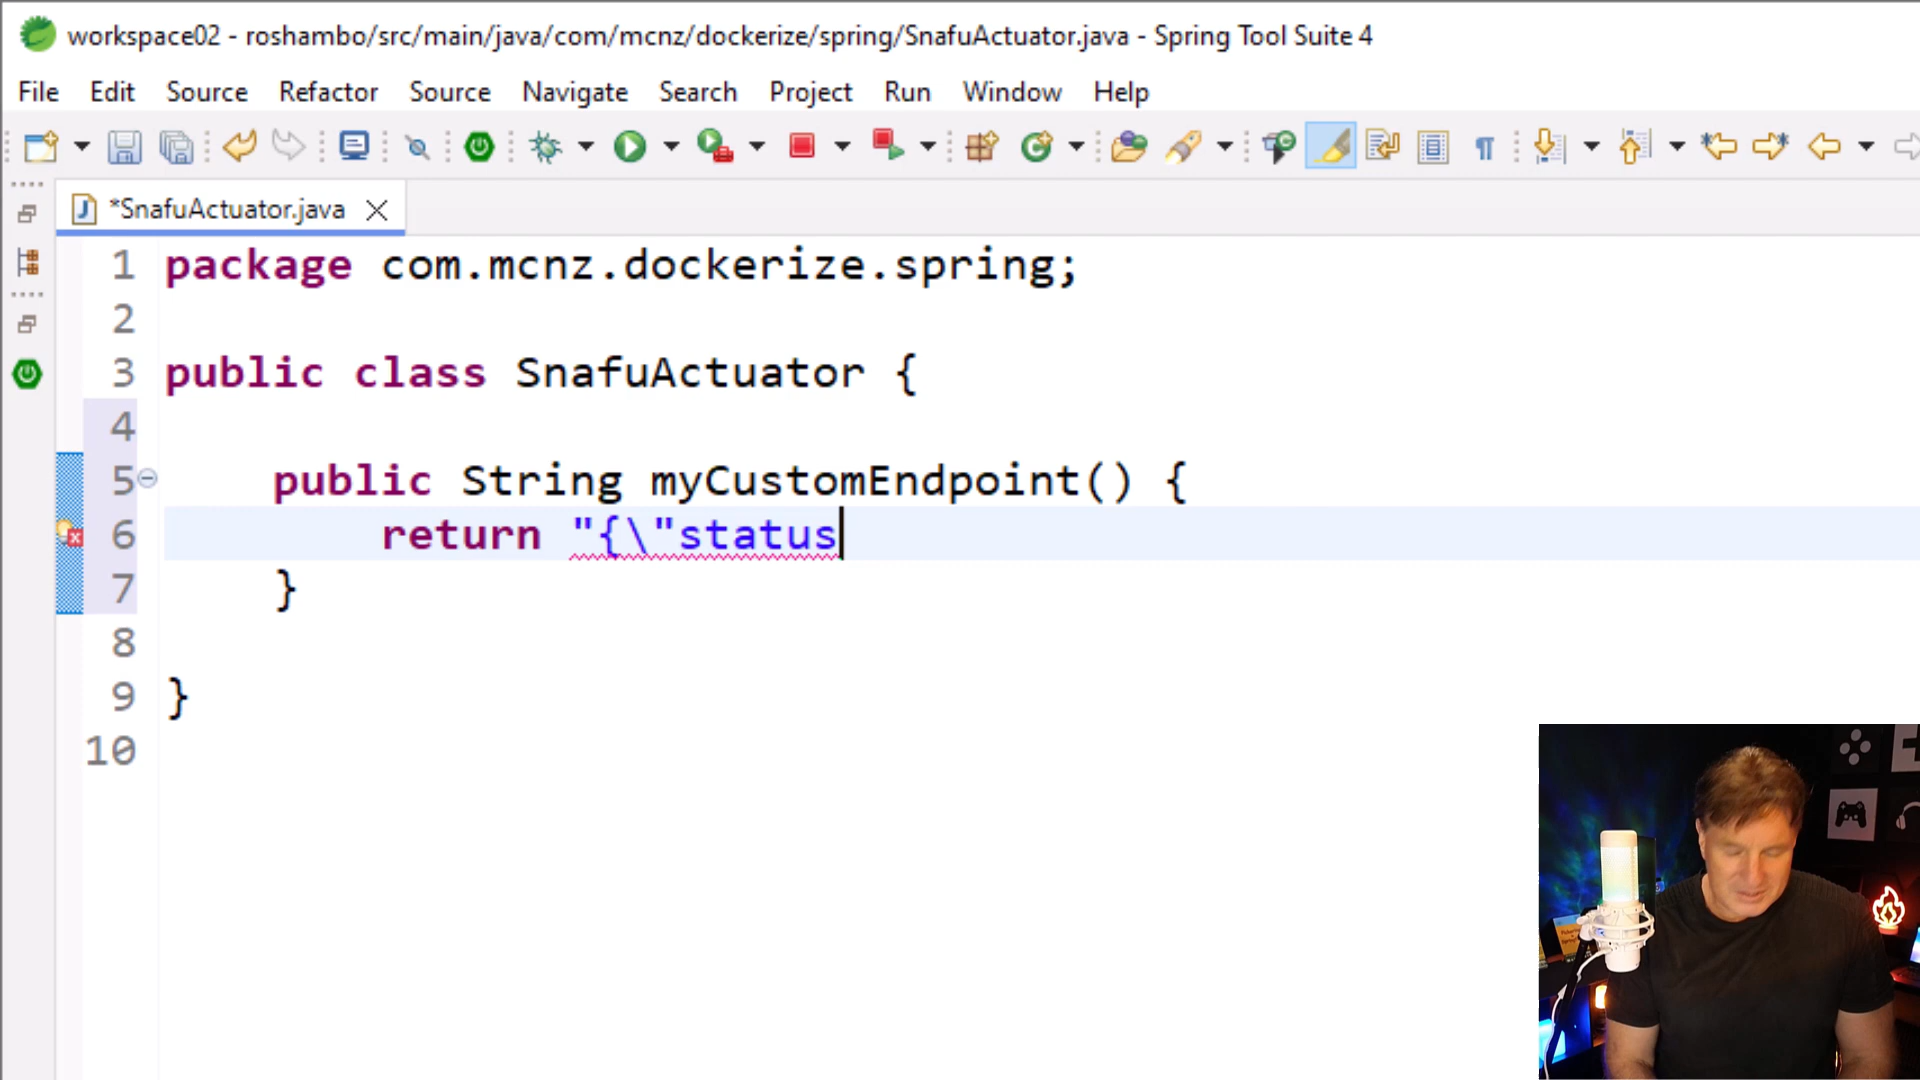 workspace02 - roshambo/src/main/java/com/mcnz/dockerize/spring/SnafuActuator.java - Spring Tool Suite 4
File Edit Source Refactor Source Navigate Search Project Run Window Help
*SnafuActuator.java
1 package com.mcnz.dockerize.spring;
2
3 public class SnafuActuator {
4
5 public String myCustomEndpoint() {
6 return "{\"status
7 }
8
9 }
10